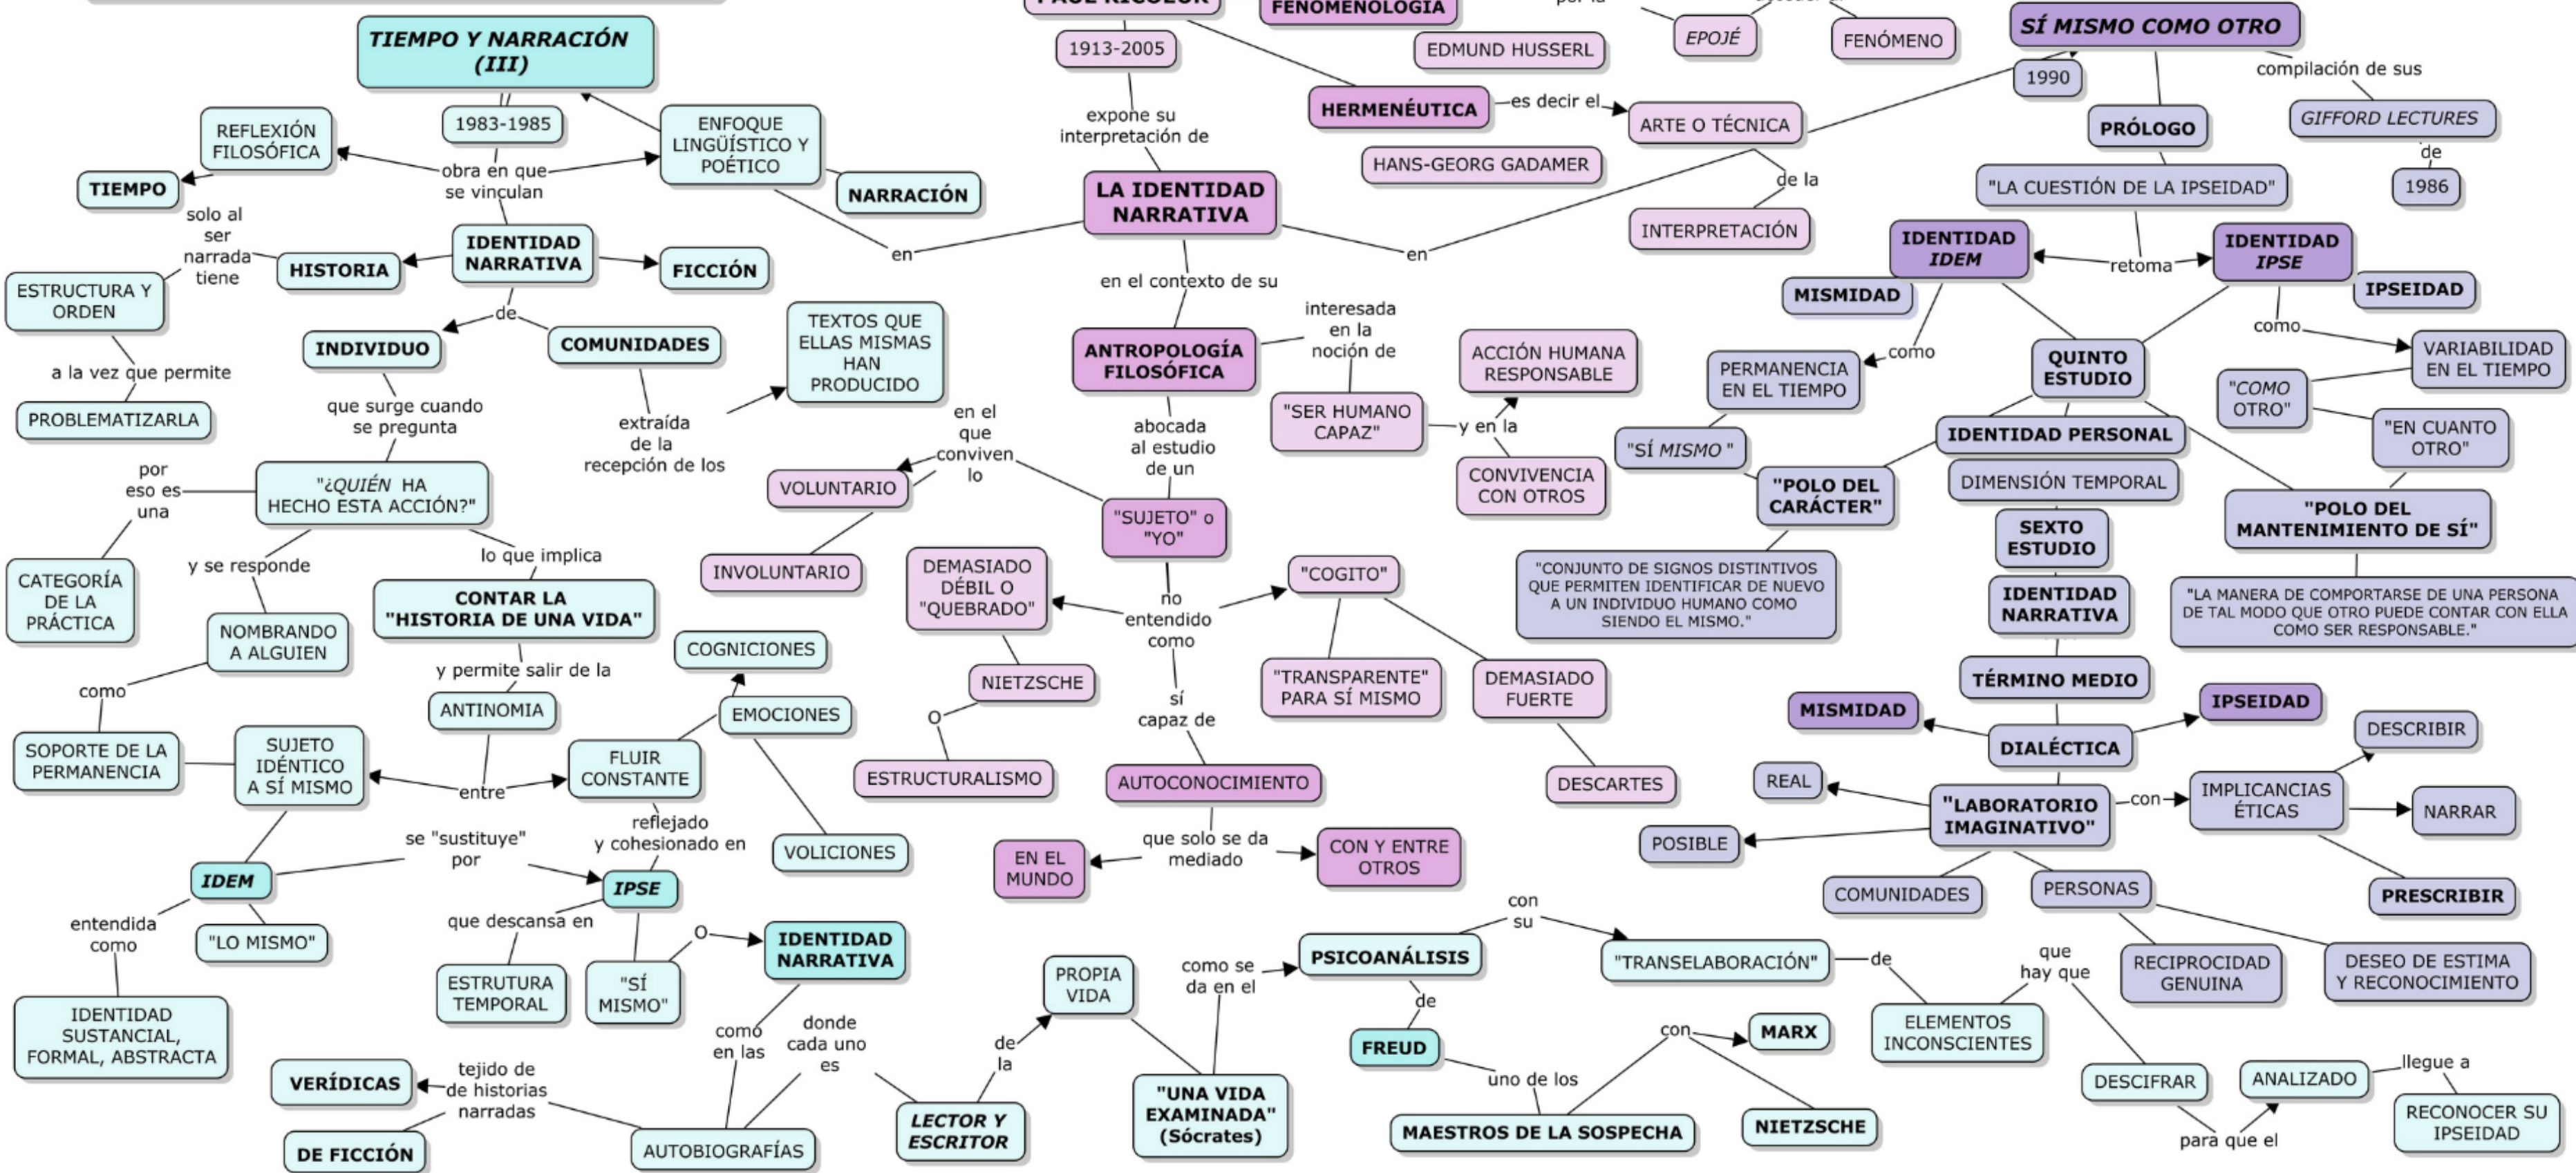 PAUL RICOEUR
FENOMENOLOGÍA
EPOJÉ
FENÓMENO
EDMUND HUSSERL
1913-2005
HERMENÉUTICA
es decir el
ARTE O TÉCNICA
de la
INTERPRETACIÓN
HANS-GEORG GADAMER
expone su
interpretación de
LA IDENTIDAD
NARRATIVA
en
en
TIEMPO Y NARRACIÓN
(III)
1983-1985
obra en que
se vinculan
REFLEXIÓN
FILOSÓFICA
TIEMPO
ENFOQUE
LINGÜÍSTICO Y
POÉTICO
NARRACIÓN
IDENTIDAD
NARRATIVA
HISTORIA
FICCIÓN
solo al
ser
narrada
tiene
ESTRUCTURA Y
ORDEN
a la vez que permite
PROBLEMATIZARLA
de
INDIVIDUO
COMUNIDADES
extraída
de la
recepción de los
TEXTOS QUE
ELLAS MISMAS
HAN
PRODUCIDO
que surge cuando
se pregunta
"¿QUIÉN HA
HECHO ESTA ACCIÓN?"
por
eso es
una
CATEGORÍA
DE LA
PRÁCTICA
y se responde
NOMBRANDO
A ALGUIEN
como
SOPORTE DE LA
PERMANENCIA
lo que implica
CONTAR LA
"HISTORIA DE UNA VIDA"
y permite salir de la
ANTINOMIA
entre
SUJETO
IDÉNTICO
A SÍ MISMO
FLUIR
CONSTANTE
COGNICIONES
EMOCIONES
VOLICIONES
reflejado
y cohesionado en
se "sustituye"
por
IDEM
IPSE
entendida
como
"LO MISMO"
IDENTIDAD
SUSTANCIAL,
FORMAL, ABSTRACTA
que descansa en
ESTRUTURA
TEMPORAL
"SÍ
MISMO"
O
IDENTIDAD
NARRATIVA
como
en las
AUTOBIOGRAFÍAS
tejido de
de historias
narradas
VERÍDICAS
DE FICCIÓN
donde
cada uno
es
LECTOR Y
ESCRITOR
de
la
PROPIA
VIDA
"UNA VIDA
EXAMINADA"
(Sócrates)
como se
da en el
PSICOANÁLISIS
de
FREUD
uno de los
MAESTROS DE LA SOSPECHA
con
MARX
NIETZSCHE
con
su
"TRANSELABORACIÓN"
de
ELEMENTOS
INCONSCIENTES
que
hay que
DESCIFRAR
para que el
ANALIZADO
llegue a
RECONOCER SU
IPSEIDAD
en el contexto de su
ANTROPOLOGÍA
FILOSÓFICA
interesada
en la
noción de
"SER HUMANO
CAPAZ"
y en la
ACCIÓN HUMANA
RESPONSABLE
CONVIVENCIA
CON OTROS
abocada
al estudio
de un
"SUJETO" o
"YO"
en el
que
conviven
lo
VOLUNTARIO
INVOLUNTARIO
no
entendido
como
DEMASIADO
DÉBIL O
"QUEBRADO"
NIETZSCHE
O
ESTRUCTURALISMO
"COGITO"
"TRANSPARENTE"
PARA SÍ MISMO
DEMASIADO
FUERTE
DESCARTES
sí
capaz de
AUTOCONOCIMIENTO
que solo se da
mediado
EN EL
MUNDO
CON Y ENTRE
OTROS
SÍ MISMO COMO OTRO
1990
compilación de sus
GIFFORD LECTURES
de
1986
PRÓLOGO
"LA CUESTIÓN DE LA IPSEIDAD"
retoma
IDENTIDAD
IDEM
MISMIDAD
IDENTIDAD
IPSE
IPSEIDAD
como
PERMANENCIA
EN EL TIEMPO
"SÍ MISMO "
como
VARIABILIDAD
EN EL TIEMPO
"COMO
OTRO"
"EN CUANTO
OTRO"
QUINTO
ESTUDIO
IDENTIDAD PERSONAL
DIMENSIÓN TEMPORAL
"POLO DEL
CARÁCTER"
"CONJUNTO DE SIGNOS DISTINTIVOS
QUE PERMITEN IDENTIFICAR DE NUEVO
A UN INDIVIDUO HUMANO COMO
SIENDO EL MISMO."
"POLO DEL
MANTENIMIENTO DE SÍ"
"LA MANERA DE COMPORTARSE DE UNA PERSONA
DE TAL MODO QUE OTRO PUEDE CONTAR CON ELLA
COMO SER RESPONSABLE."
SEXTO
ESTUDIO
IDENTIDAD
NARRATIVA
TÉRMINO MEDIO
DIALÉCTICA
MISMIDAD
IPSEIDAD
"LABORATORIO
IMAGINATIVO"
REAL
POSIBLE
con
IMPLICANCIAS
ÉTICAS
DESCRIBIR
NARRAR
PRESCRIBIR
COMUNIDADES
PERSONAS
RECIPROCIDAD
GENUINA
DESEO DE ESTIMA
Y RECONOCIMIENTO